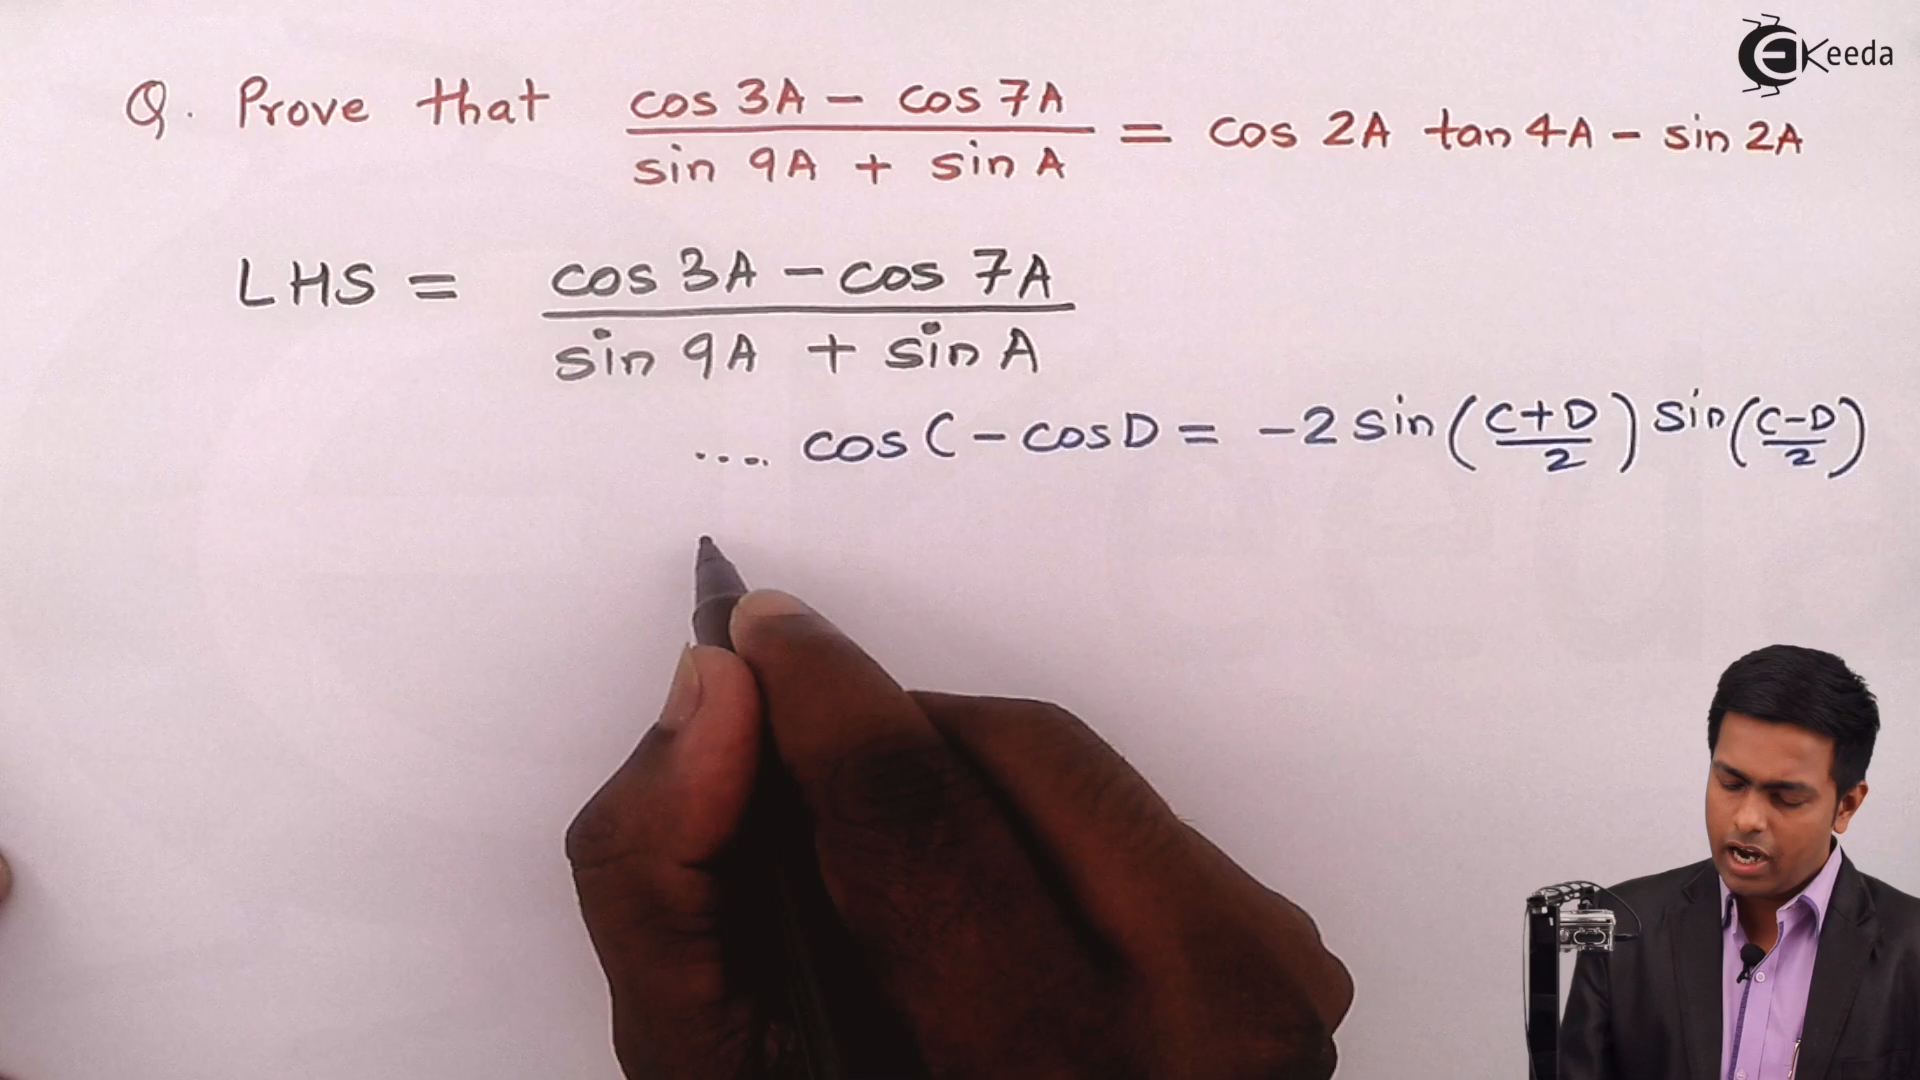 eKeeda
Q. Prove that (cos 3A - cos 7A) / (sin 9A + sin A) = cos 2A tan 4A - sin 2A
LHS = (cos 3A - cos 7A) / (sin 9A + sin A)
.... cos C - cos D = -2 sin((C+D)/2) sin((C-D)/2)